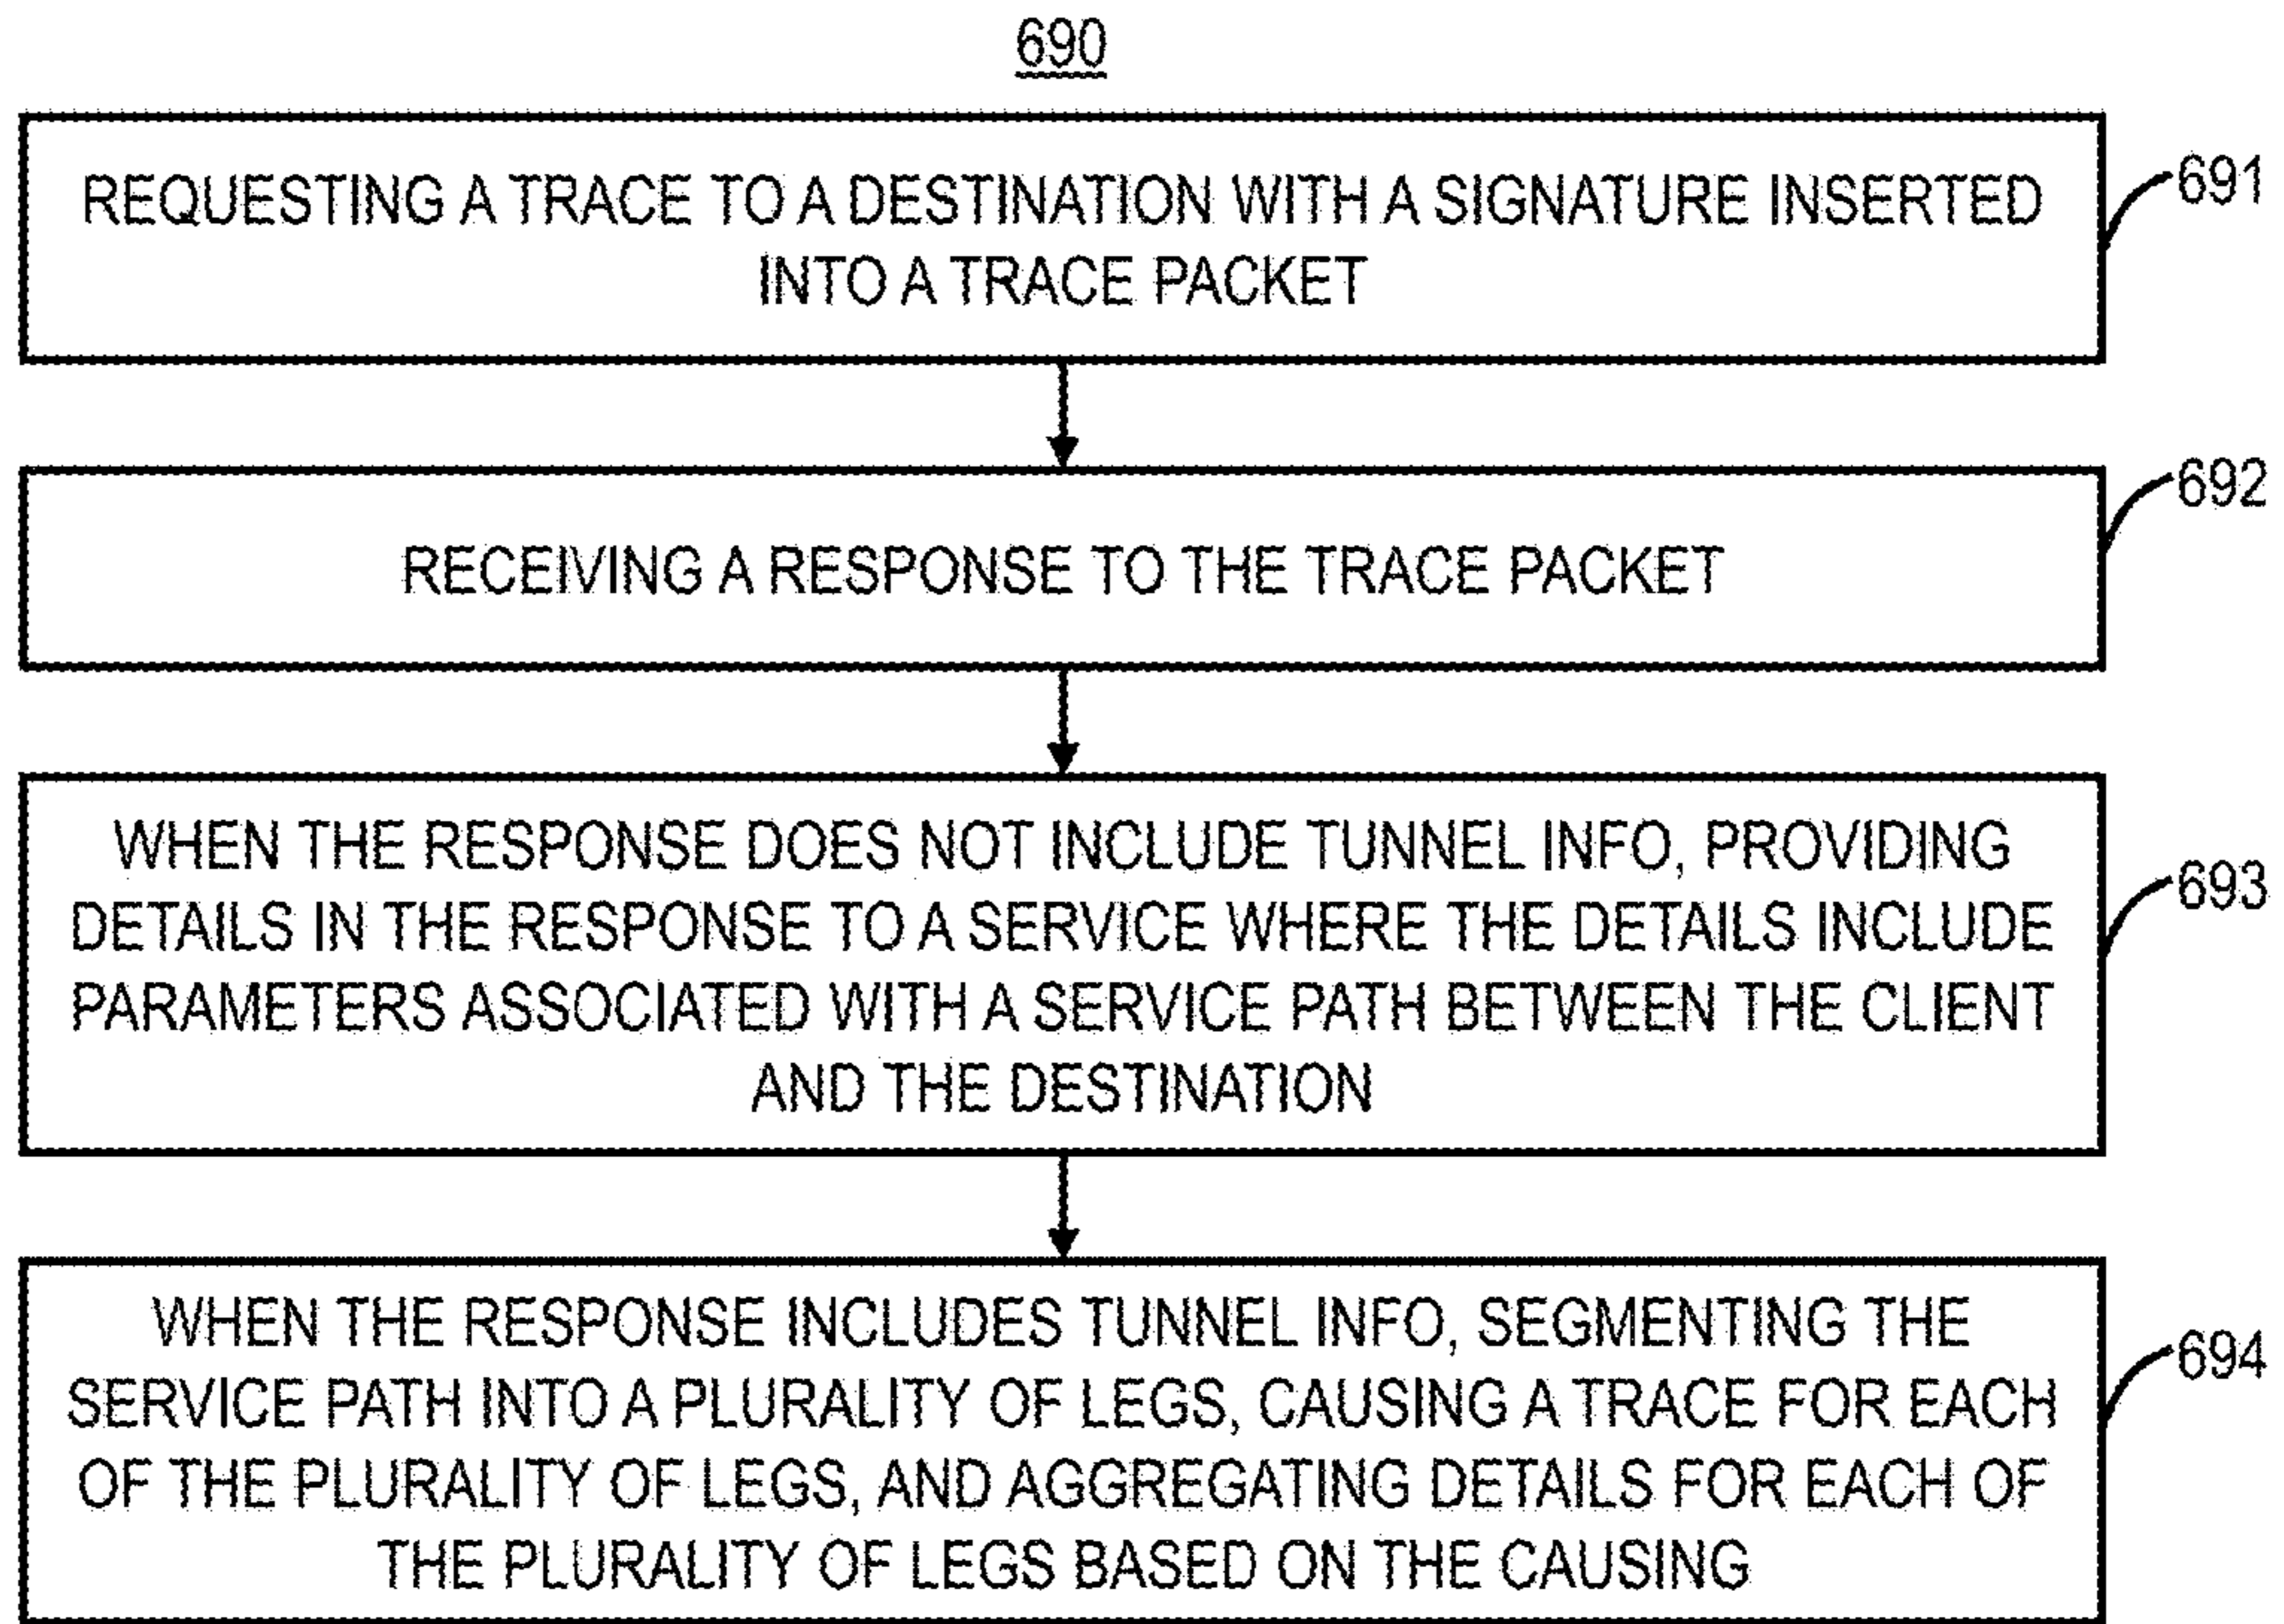 690
REQUESTING A TRACE TO A DESTINATION WITH A SIGNATURE INSERTED
INTO A TRACE PACKET
691
RECEIVING A RESPONSE TO THE TRACE PACKET
692
WHEN THE RESPONSE DOES NOT INCLUDE TUNNEL INFO, PROVIDING
DETAILS IN THE RESPONSE TO A SERVICE WHERE THE DETAILS INCLUDE
PARAMETERS ASSOCIATED WITH A SERVICE PATH BETWEEN THE CLIENT
AND THE DESTINATION
693
WHEN THE RESPONSE INCLUDES TUNNEL INFO, SEGMENTING THE
SERVICE PATH INTO A PLURALITY OF LEGS, CAUSING A TRACE FOR EACH
OF THE PLURALITY OF LEGS, AND AGGREGATING DETAILS FOR EACH OF
THE PLURALITY OF LEGS BASED ON THE CAUSING
694